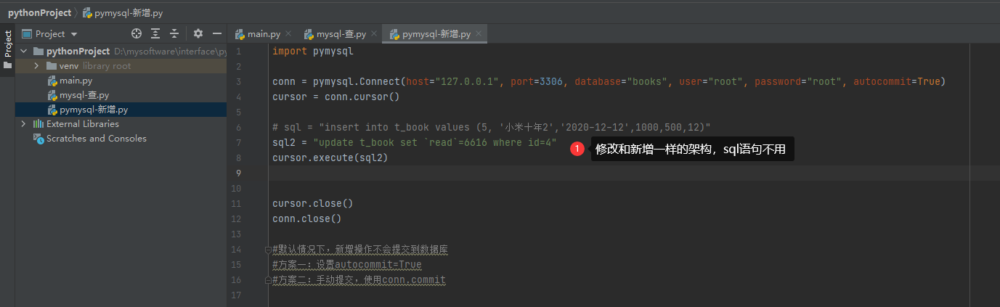 pythonProject pymysql-新增.py
Project
Project
main.py
mysql-查.py
pymysql-新增.py
pythonProject D:\mysoftware\interface\py
venv library root
main.py
mysql-查.py
pymysql-新增.py
External Libraries
Scratches and Consoles
1 import pymysql
2
3 conn = pymysql.Connect(host="127.0.0.1", port=3306, database="books", user="root", password="root", autocommit=True)
4 cursor = conn.cursor()
5
6 # sql = "insert into t_book values (5, '小米十年2','2020-12-12',1000,500,12)"
7 sql2 = "update t_book set `read`=6616 where id=4"
1 修改和新增一样的架构，sql语句不用
8 cursor.execute(sql2)
9
10
11 cursor.close()
12 conn.close()
13
14 #默认情况下，新增操作不会提交到数据库
15 #方案一：设置autocommit=True
16 #方案二：手动提交，使用conn.commit
17